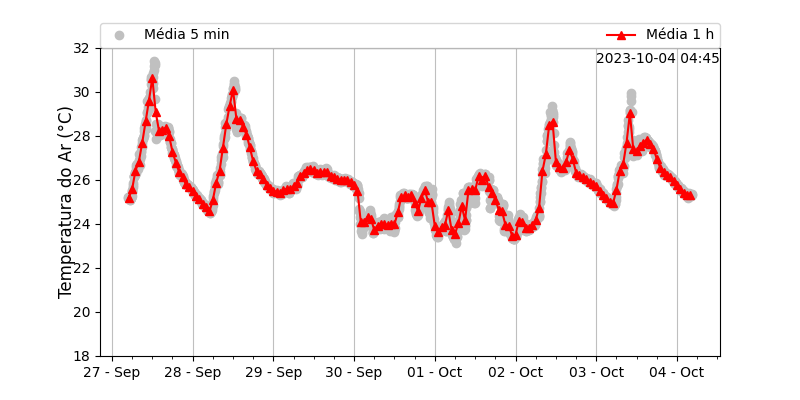 Média 5 min
Média 1 h
2023-10-04 04:45
Temperatura do Ar (°C)
32
30
28
26
24
22
20
18
27 - Sep
28 - Sep
29 - Sep
30 - Sep
01 - Oct
02 - Oct
03 - Oct
04 - Oct